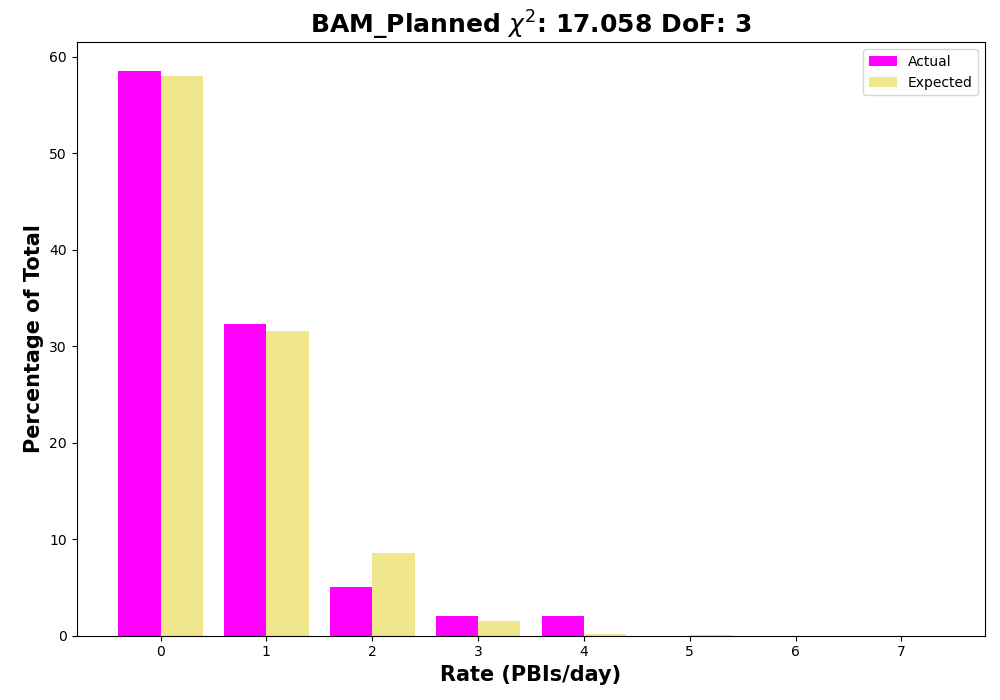 BAM_Planned χ²: 17.058 DoF: 3
Actual
Expected
Percentage of Total
60
50
40
30
20
10
0
0 1 2 3 4 5 6 7
Rate (PBIs/day)